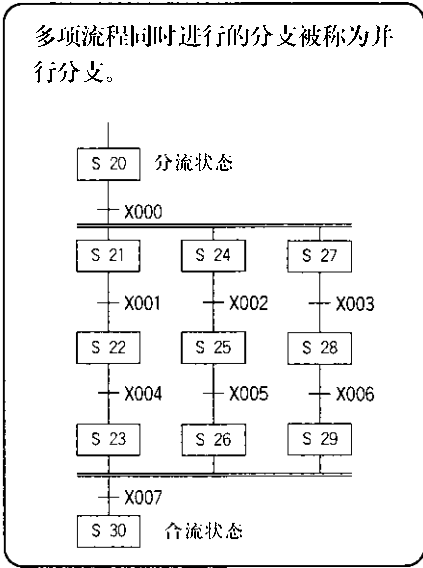 多项流程同时进行的分支被称为并
行分支。
S 20 分流状态
X000
S 21 S 24 S 27
X001 X002 X003
S 22 S 25 S 28
X004 X005 X006
S 23 S 26 S 29
X007
S 30 合流状态